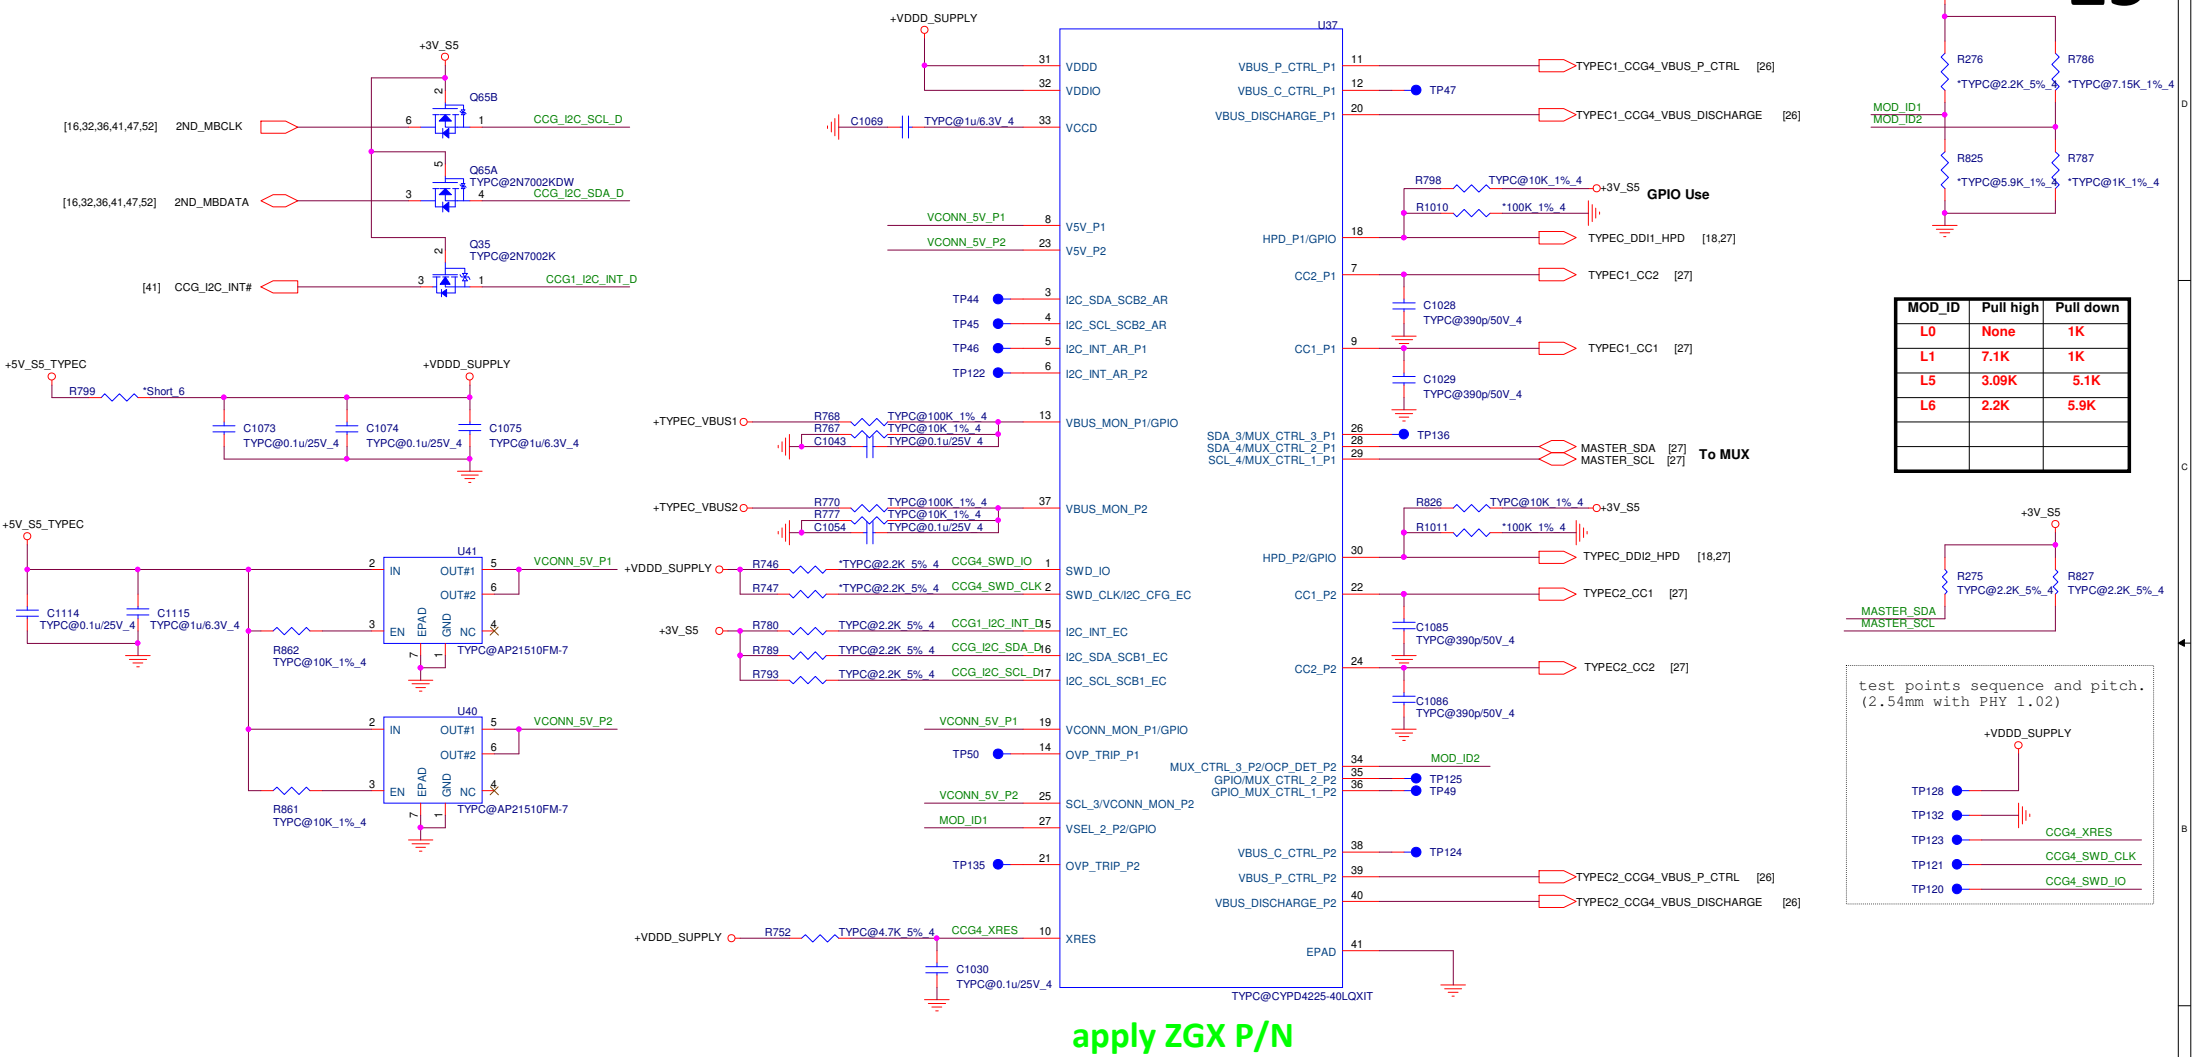 +3V_S5
Q65B
2
6
1
[16,32,36,41,47,52] 2ND_MBCLK
CCG_I2C_SCL_D
Q65A
TYPC@2N7002KDW
5
3
4
[16,32,36,41,47,52] 2ND_MBDATA
CCG_I2C_SDA_D
Q35
TYPC@2N7002K
2
3
1
[41] CCG_I2C_INT#
CCG1_I2C_INT_D
+5V_S5_TYPEC
+VDDD_SUPPLY
R799
*Short_6
C1073
TYPC@0.1u/25V_4
C1074
TYPC@0.1u/25V_4
C1075
TYPC@1u/6.3V_4
+5V_S5_TYPEC
C1114
TYPC@0.1u/25V_4
C1115
TYPC@1u/6.3V_4
R862
TYPC@10K_1%_4
U41
2 IN OUT#1 5 VCONN_5V_P1
OUT#2 6
3 EN EPAD GND NC 4
7 1
TYPC@AP21510FM-7
R861
TYPC@10K_1%_4
U40
2 IN OUT#1 5 VCONN_5V_P2
OUT#2 6
3 EN EPAD GND NC 4
7 1
TYPC@AP21510FM-7
+VDDD_SUPPLY
U37
31 VDDD
32 VDDIO
C1069 TYPC@1u/6.3V_4 33 VCCD
VCONN_5V_P1 8 V5V_P1
VCONN_5V_P2 23 V5V_P2
TP44 3 I2C_SDA_SCB2_AR
TP45 4 I2C_SCL_SCB2_AR
TP46 5 I2C_INT_AR_P1
TP122 6 I2C_INT_AR_P2
+TYPEC_VBUS1 R768 TYPC@100K_1%_4 13 VBUS_MON_P1/GPIO
R767 TYPC@10K_1%_4
C1043 TYPC@0.1u/25V_4
+TYPEC_VBUS2 R770 TYPC@100K_1%_4 37 VBUS_MON_P2
R777 TYPC@10K_1%_4
C1054 TYPC@0.1u/25V_4
+VDDD_SUPPLY R746 *TYPC@2.2K_5%_4 CCG4_SWD_IO 1 SWD_IO
R747 *TYPC@2.2K_5%_4 CCG4_SWD_CLK 2 SWD_CLK/I2C_CFG_EC
+3V_S5 R780 TYPC@2.2K_5%_4 CCG1_I2C_INT_D 15 I2C_INT_EC
R789 TYPC@2.2K_5%_4 CCG_I2C_SDA_D 16 I2C_SDA_SCB1_EC
R793 TYPC@2.2K_5%_4 CCG_I2C_SCL_D 17 I2C_SCL_SCB1_EC
VCONN_5V_P1 19 VCONN_MON_P1/GPIO
TP50 14 OVP_TRIP_P1
VCONN_5V_P2 25 SCL_3/VCONN_MON_P2
MOD_ID1 27 VSEL_2_P2/GPIO
TP135 21 OVP_TRIP_P2
+VDDD_SUPPLY R752 TYPC@4.7K_5%_4 CCG4_XRES 10 XRES
C1030
TYPC@0.1u/25V_4
VBUS_P_CTRL_P1 11 TYPEC1_CCG4_VBUS_P_CTRL [26]
VBUS_C_CTRL_P1 12 TP47
VBUS_DISCHARGE_P1 20 TYPEC1_CCG4_VBUS_DISCHARGE [26]
R798 TYPC@10K_1%_4 +3V_S5 GPIO Use
R1010 *100K_1%_4
HPD_P1/GPIO 18 TYPEC_DDI1_HPD [18,27]
CC2_P1 7 TYPEC1_CC2 [27]
C1028
TYPC@390p/50V_4
CC1_P1 9 TYPEC1_CC1 [27]
C1029
TYPC@390p/50V_4
SDA_3/MUX_CTRL_3_P1 26 TP136
SDA_4/MUX_CTRL_2_P1 28 MASTER_SDA [27]
SCL_4/MUX_CTRL_1_P1 29 MASTER_SCL [27]
To MUX
R826 TYPC@10K_1%_4 +3V_S5
R1011 *100K_1%_4
HPD_P2/GPIO 30 TYPEC_DDI2_HPD [18,27]
CC1_P2 22 TYPEC2_CC1 [27]
C1085
TYPC@390p/50V_4
CC2_P2 24 TYPEC2_CC2 [27]
C1086
TYPC@390p/50V_4
MUX_CTRL_3_P2/OCP_DET_P2 34 MOD_ID2
GPIO/MUX_CTRL_2_P2 35 TP125
GPIO_MUX_CTRL_1_P2 36 TP49
VBUS_C_CTRL_P2 38 TP124
VBUS_P_CTRL_P2 39 TYPEC2_CCG4_VBUS_P_CTRL [26]
VBUS_DISCHARGE_P2 40 TYPEC2_CCG4_VBUS_DISCHARGE [26]
EPAD 41
TYPC@CYPD4225-40LQXIT
apply ZGX P/N
R276
*TYPC@2.2K_5%_4
R786
*TYPC@7.15K_1%_4
MOD_ID1
MOD_ID2
R825
*TYPC@5.9K_1%_4
R787
*TYPC@1K_1%_4
D
MOD_ID Pull high Pull down
L0 None 1K
L1 7.1K 1K
L5 3.09K 5.1K
L6 2.2K 5.9K
C
+3V_S5
R275
TYPC@2.2K_5%_4
R827
TYPC@2.2K_5%_4
MASTER_SDA
MASTER_SCL
test points sequence and pitch.
(2.54mm with PHY 1.02)
+VDDD_SUPPLY
TP128
TP132
TP123 CCG4_XRES
TP121 CCG4_SWD_CLK
TP120 CCG4_SWD_IO
B